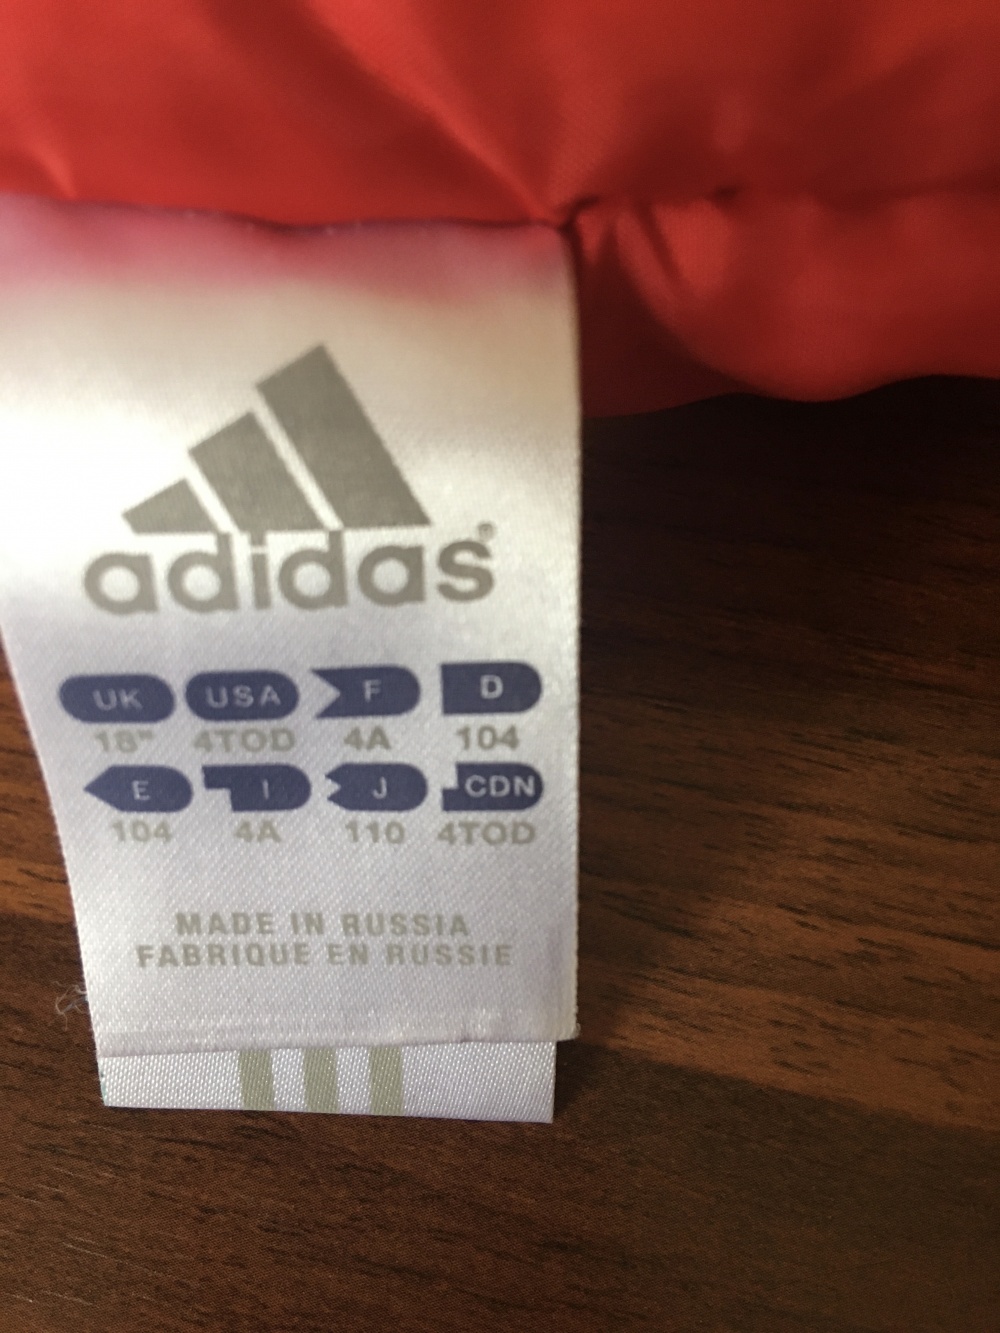 adidas®
UK USA F D
18" 4TOD 4A 104
E I J CDN
104 4A 110 4TOD
MADE IN RUSSIA
FABRIQUE EN RUSSIE